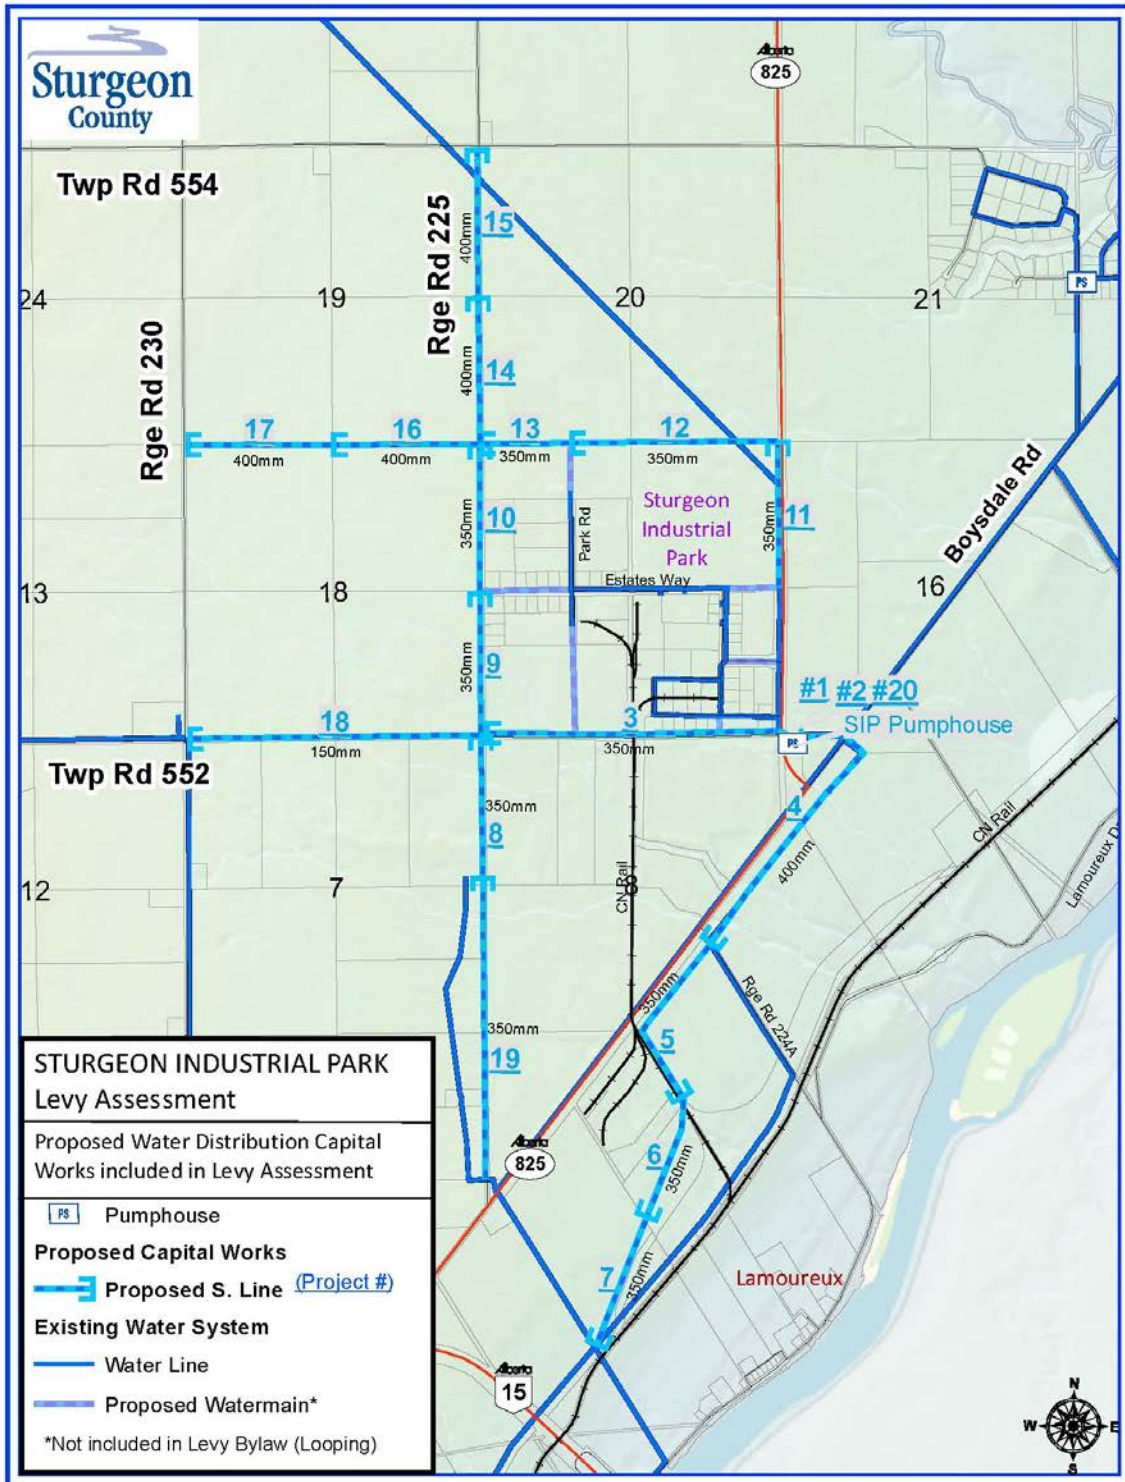 Sturgeon
County
Alberta
825
Twp Rd 554
Rge Rd 225
400mm
15
PS
24
19
20
21
Rge Rd 230
400mm
14
17
16
13
12
400mm
400mm
350mm
350mm
Boysdale Rd
350mm
10
Park Rd
Sturgeon
Industrial
Park
350mm
11
Estates Way
13
18
16
350mm
9
#1 #2 #20
SIP Pumphouse
18
3
150mm
350mm
PS
Twp Rd 552
350mm
8
4
400mm
CN Rail
Lamoureux D
12
7
8
CN Rail
350mm
Rge Rd 224A
350mm
19
5
Alberta
825
6
350mm
7
350mm
Lamoureux
Alberta
15
STURGEON INDUSTRIAL PARK
Levy Assessment
Proposed Water Distribution Capital
Works included in Levy Assessment
PS Pumphouse
Proposed Capital Works
Proposed S. Line (Project #)
Existing Water System
Water Line
Proposed Watermain*
*Not included in Levy Bylaw (Looping)
N
W E
S